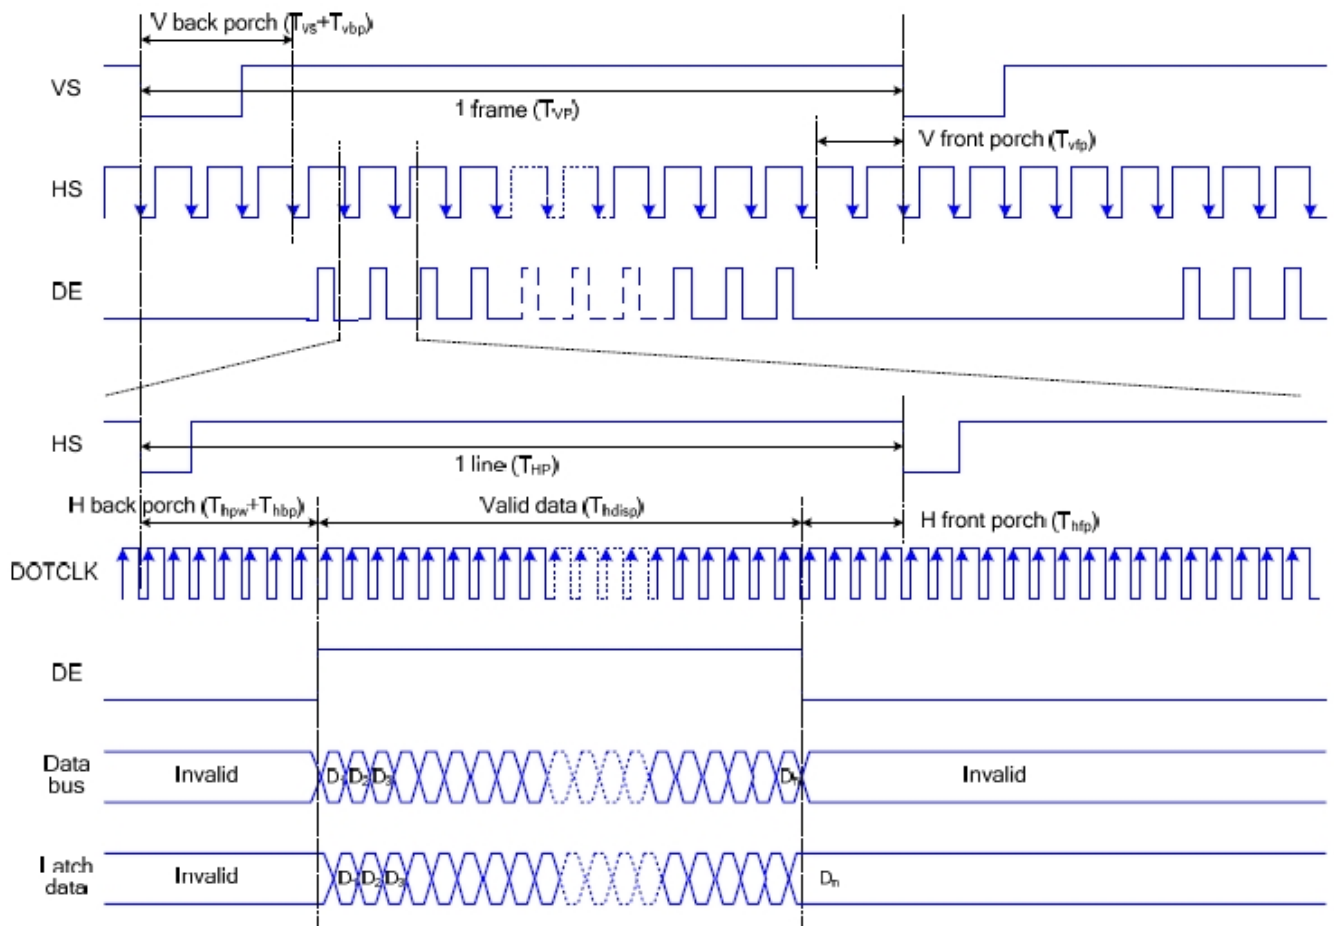 V back porch (Tvs+Tvbp)
VS
1 frame (TVP)
V front porch (Tvfp)
HS
DE
HS
1 line (THP)
H back porch (Thpw+Thbp)
Valid data (Thdisp)
H front porch (Thfp)
DOTCLK
DE
Data
bus
Invalid
D1 D2 D3
Dn
Invalid
Latch
data
Invalid
D1 D2 D3
Dn